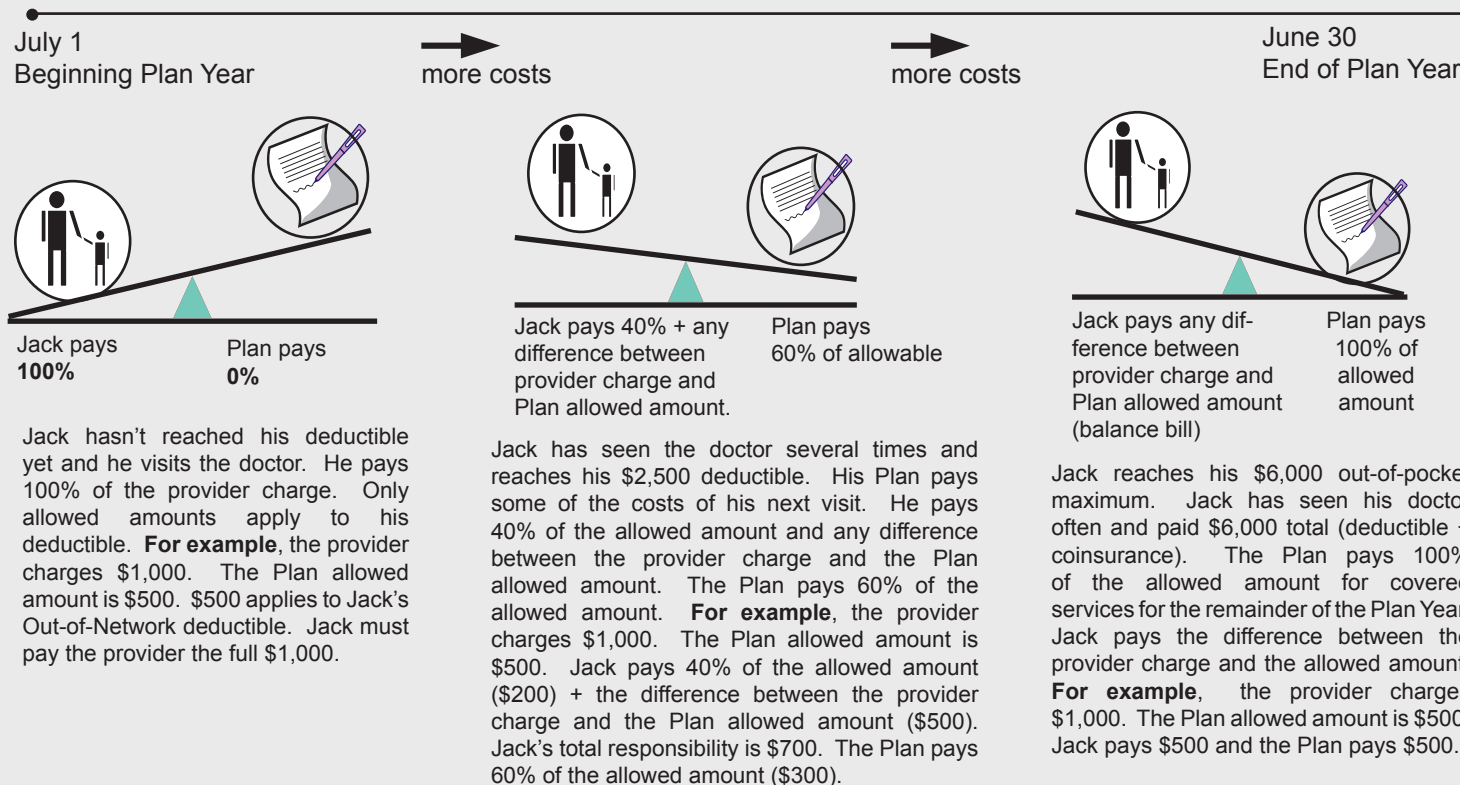 July 1
Beginning Plan Year
more costs
more costs
June 30
End of Plan Year
Jack pays
100%
Plan pays
0%
Jack hasn't reached his deductible
yet and he visits the doctor. He pays
100% of the provider charge. Only
allowed amounts apply to his
deductible. For example, the provider
charges $1,000. The Plan allowed
amount is $500. $500 applies to Jack's
Out-of-Network deductible. Jack must
pay the provider the full $1,000.
Jack pays 40% + any
difference between
provider charge and
Plan allowed amount.
Plan pays
60% of allowable
Jack has seen the doctor several times and
reaches his $2,500 deductible. His Plan pays
some of the costs of his next visit. He pays
40% of the allowed amount and any difference
between the provider charge and the Plan
allowed amount. The Plan pays 60% of the
allowed amount. For example, the provider
charges $1,000. The Plan allowed amount is
$500. Jack pays 40% of the allowed amount
($200) + the difference between the provider
charge and the Plan allowed amount ($500).
Jack's total responsibility is $700. The Plan pays
60% of the allowed amount ($300).
Jack pays any dif-
ference between
provider charge and
Plan allowed amount
(balance bill)
Plan pays
100% of
allowed
amount
Jack reaches his $6,000 out-of-pocke
maximum. Jack has seen his docto
often and paid $6,000 total (deductible +
coinsurance). The Plan pays 100%
of the allowed amount for covere
services for the remainder of the Plan Year
Jack pays the difference between the
provider charge and the allowed amount
For example, the provider charge
$1,000. The Plan allowed amount is $500
Jack pays $500 and the Plan pays $500.